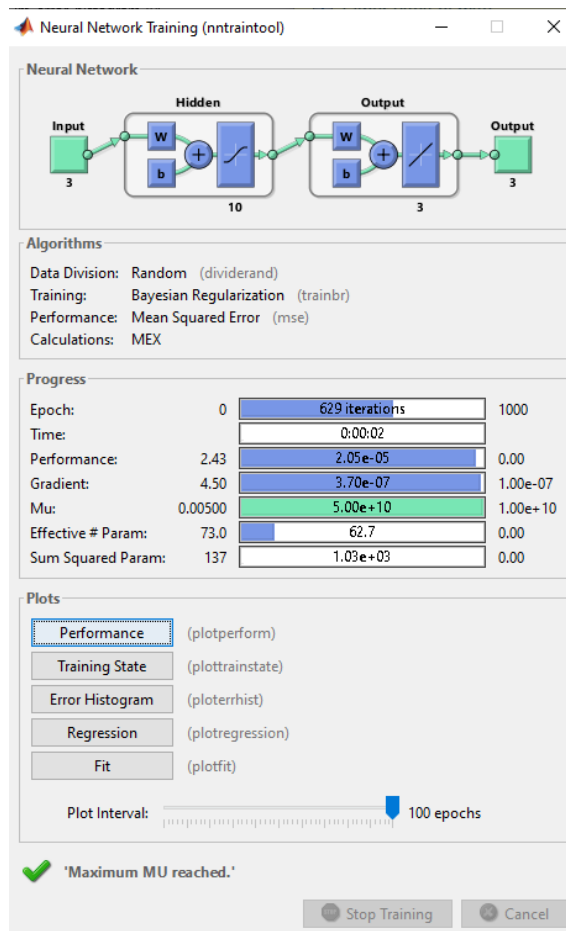 Neural Network Training (nntraintool)
Neural Network
Hidden
Output
Input
W
b
+
10
W
b
+
3
Output
3
3
Algorithms
Data Division: Random (dividerand)
Training: Bayesian Regularization (trainbr)
Performance: Mean Squared Error (mse)
Calculations: MEX
Progress
Epoch: 0 629 iterations 1000
Time: 0:00:02
Performance: 2.43 2.05e-05 0.00
Gradient: 4.50 3.70e-07 1.00e-07
Mu: 0.00500 5.00e+10 1.00e+10
Effective # Param: 73.0 62.7 0.00
Sum Squared Param: 137 1.03e+03 0.00
Plots
Performance (plotperform)
Training State (plottrainstate)
Error Histogram (ploterrhist)
Regression (plotregression)
Fit (plotfit)
Plot Interval: 100 epochs
'Maximum MU reached.'
Stop Training Cancel